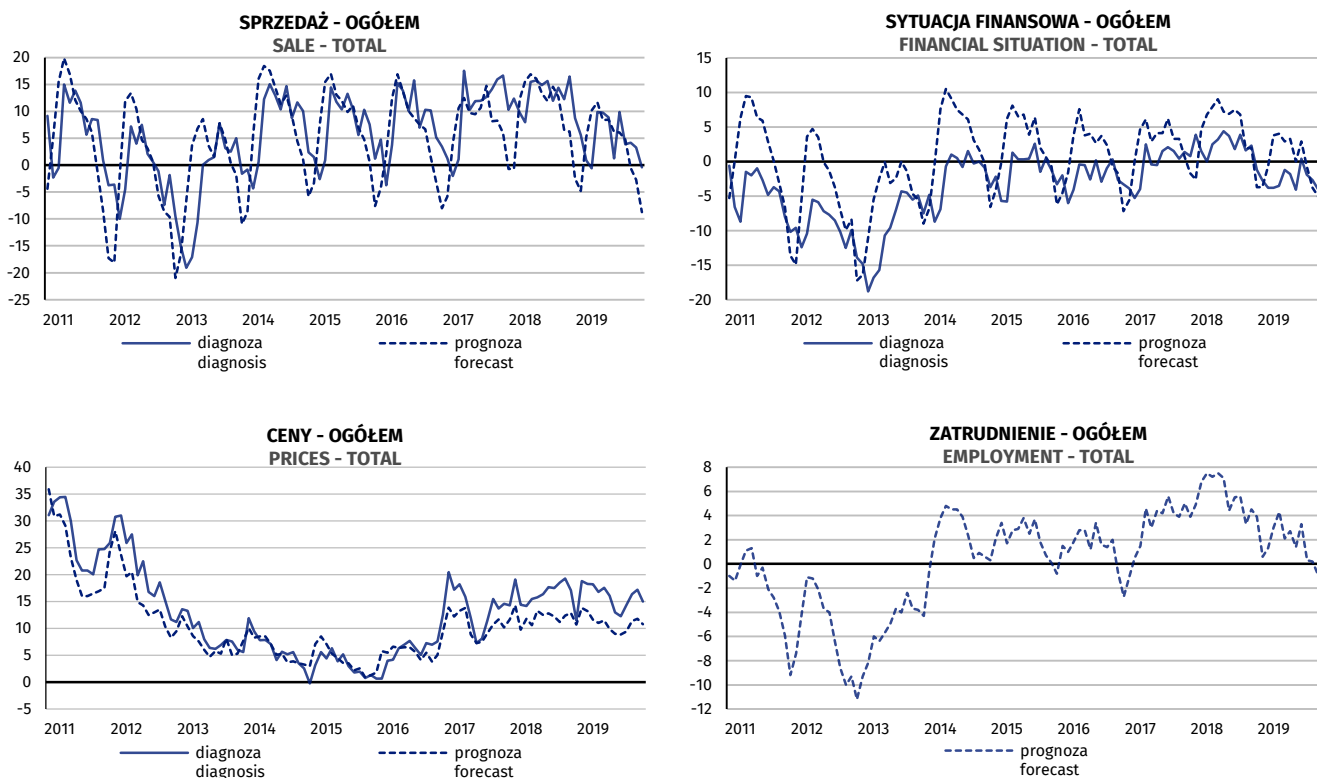 SPRZEDAŻ - OGÓŁEM
SALE - TOTAL
20
15
10
5
0
-5
-10
-15
-20
-25
2011 2012 2013 2014 2015 2016 2017 2018 2019
diagnoza
diagnosis
prognoza
forecast
SYTUACJA FINANSOWA - OGÓŁEM
FINANCIAL SITUATION - TOTAL
15
10
5
0
-5
-10
-15
-20
2011 2012 2013 2014 2015 2016 2017 2018 2019
diagnoza
diagnosis
prognoza
forecast
CENY - OGÓŁEM
PRICES - TOTAL
40
35
30
25
20
15
10
5
0
-5
2011 2012 2013 2014 2015 2016 2017 2018 2019
diagnoza
diagnosis
prognoza
forecast
ZATRUDNIENIE - OGÓŁEM
EMPLOYMENT - TOTAL
8
6
4
2
0
-2
-4
-6
-8
-10
-12
2011 2012 2013 2014 2015 2016 2017 2018 2019
prognoza
forecast